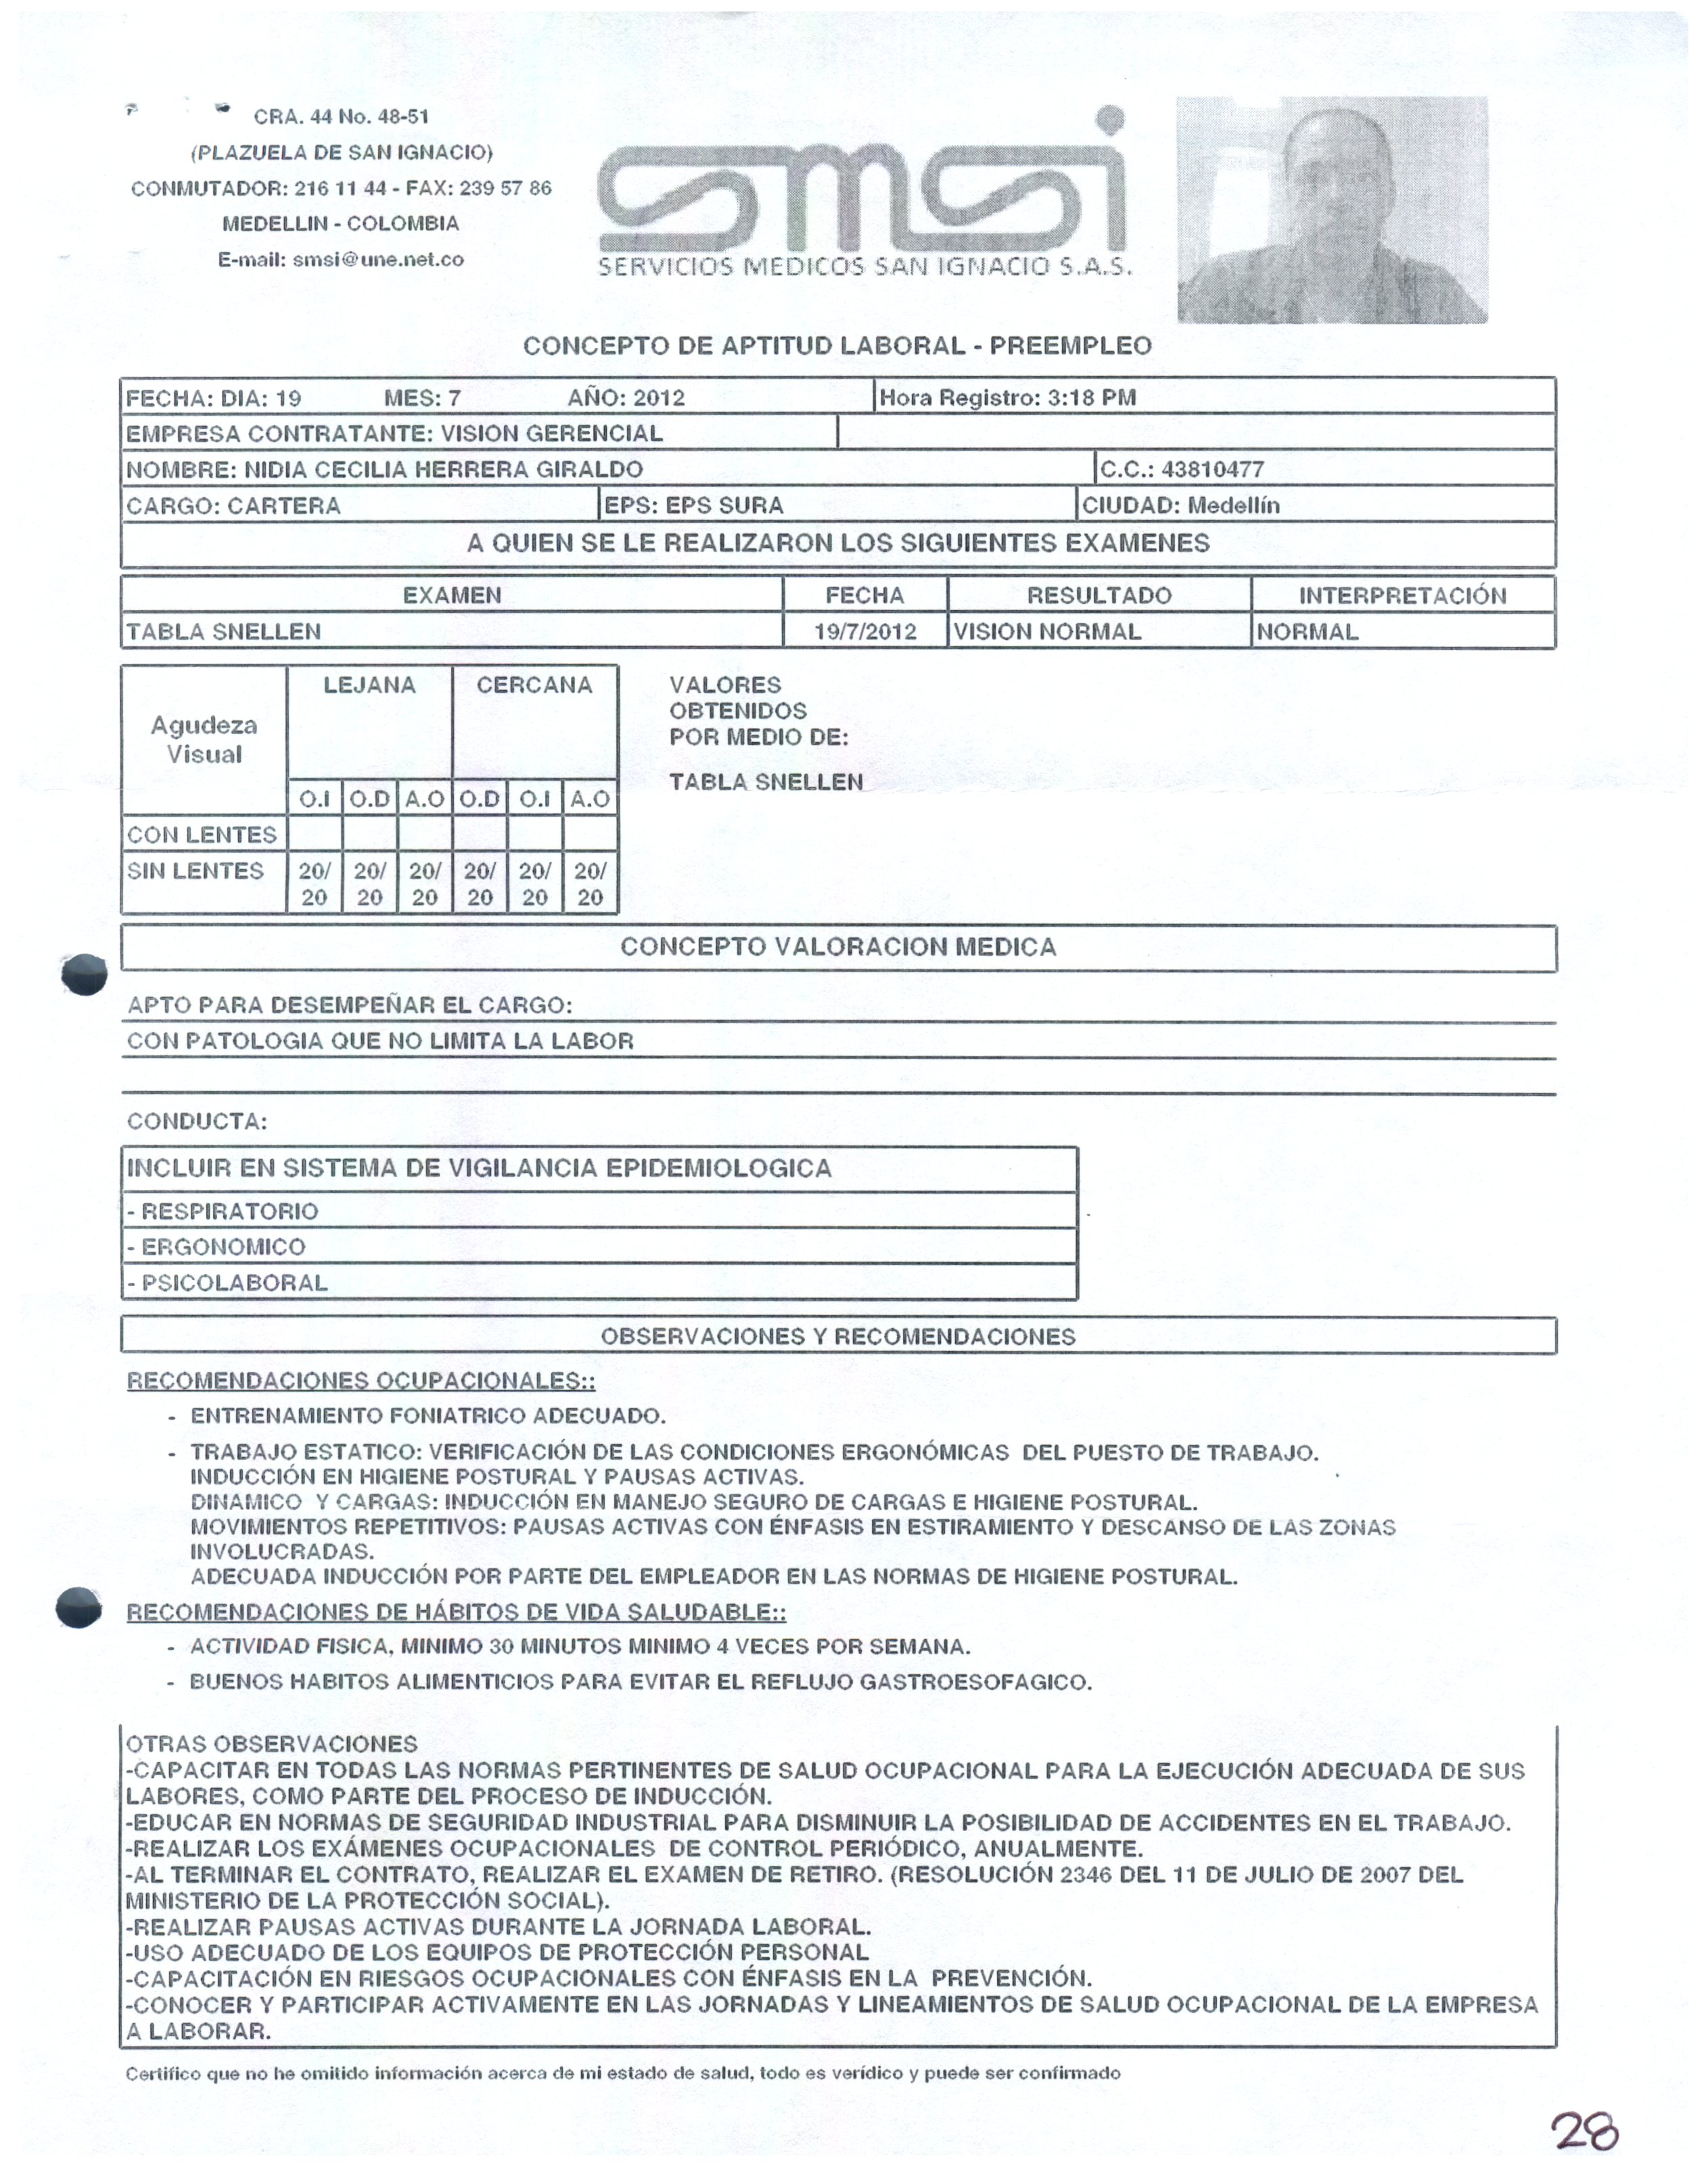 CRA. 44 No. 48-51
(PLAZUELA DE SAN IGNACIO)
CONMUTADOR: 216 11 44 - FAX: 239 57 86
MEDELLIN - COLOMBIA
E-mail: smsi@une.net.co
smsi
SERVICIOS MEDICOS SAN IGNACIO S.A.S.
CONCEPTO DE APTITUD LABORAL - PREEMPLEO
FECHA: DIA: 19 MES: 7 AÑO: 2012 Hora Registro: 3:18 PM
EMPRESA CONTRATANTE: VISION GERENCIAL
NOMBRE: NIDIA CECILIA HERRERA GIRALDO C.C.: 43810477
CARGO: CARTERA EPS: EPS SURA CIUDAD: Medellín
A QUIEN SE LE REALIZARON LOS SIGUIENTES EXAMENES
EXAMEN FECHA RESULTADO INTERPRETACIÓN
TABLA SNELLEN 19/7/2012 VISION NORMAL NORMAL
Agudeza
Visual
LEJANA CERCANA
O.I O.D A.O O.D O.I A.O
CON LENTES
SIN LENTES 20/ 20/ 20/ 20/ 20/ 20/
20 20 20 20 20 20
VALORES
OBTENIDOS
POR MEDIO DE:
TABLA SNELLEN
CONCEPTO VALORACION MEDICA
APTO PARA DESEMPEÑAR EL CARGO:
CON PATOLOGIA QUE NO LIMITA LA LABOR
CONDUCTA:
INCLUIR EN SISTEMA DE VIGILANCIA EPIDEMIOLOGICA
- RESPIRATORIO
- ERGONOMICO
- PSICOLABORAL
OBSERVACIONES Y RECOMENDACIONES
RECOMENDACIONES OCUPACIONALES::
- ENTRENAMIENTO FONIATRICO ADECUADO.
- TRABAJO ESTATICO: VERIFICACIÓN DE LAS CONDICIONES ERGONÓMICAS DEL PUESTO DE TRABAJO.
INDUCCIÓN EN HIGIENE POSTURAL Y PAUSAS ACTIVAS.
DINAMICO Y CARGAS: INDUCCIÓN EN MANEJO SEGURO DE CARGAS E HIGIENE POSTURAL.
MOVIMIENTOS REPETITIVOS: PAUSAS ACTIVAS CON ÉNFASIS EN ESTIRAMIENTO Y DESCANSO DE LAS ZONAS
INVOLUCRADAS.
ADECUADA INDUCCIÓN POR PARTE DEL EMPLEADOR EN LAS NORMAS DE HIGIENE POSTURAL.
RECOMENDACIONES DE HÁBITOS DE VIDA SALUDABLE::
- ACTIVIDAD FISICA, MINIMO 30 MINUTOS MINIMO 4 VECES POR SEMANA.
- BUENOS HABITOS ALIMENTICIOS PARA EVITAR EL REFLUJO GASTROESOFAGICO.
OTRAS OBSERVACIONES
-CAPACITAR EN TODAS LAS NORMAS PERTINENTES DE SALUD OCUPACIONAL PARA LA EJECUCIÓN ADECUADA DE SUS
LABORES, COMO PARTE DEL PROCESO DE INDUCCIÓN.
-EDUCAR EN NORMAS DE SEGURIDAD INDUSTRIAL PARA DISMINUIR LA POSIBILIDAD DE ACCIDENTES EN EL TRABAJO.
-REALIZAR LOS EXÁMENES OCUPACIONALES DE CONTROL PERIÓDICO, ANUALMENTE.
-AL TERMINAR EL CONTRATO, REALIZAR EL EXAMEN DE RETIRO. (RESOLUCIÓN 2346 DEL 11 DE JULIO DE 2007 DEL
MINISTERIO DE LA PROTECCIÓN SOCIAL).
-REALIZAR PAUSAS ACTIVAS DURANTE LA JORNADA LABORAL.
-USO ADECUADO DE LOS EQUIPOS DE PROTECCIÓN PERSONAL
-CAPACITACIÓN EN RIESGOS OCUPACIONALES CON ÉNFASIS EN LA PREVENCIÓN.
-CONOCER Y PARTICIPAR ACTIVAMENTE EN LAS JORNADAS Y LINEAMIENTOS DE SALUD OCUPACIONAL DE LA EMPRESA
A LABORAR.
Certifico que no he omitido información acerca de mi estado de salud, todo es verídico y puede ser confirmado
28